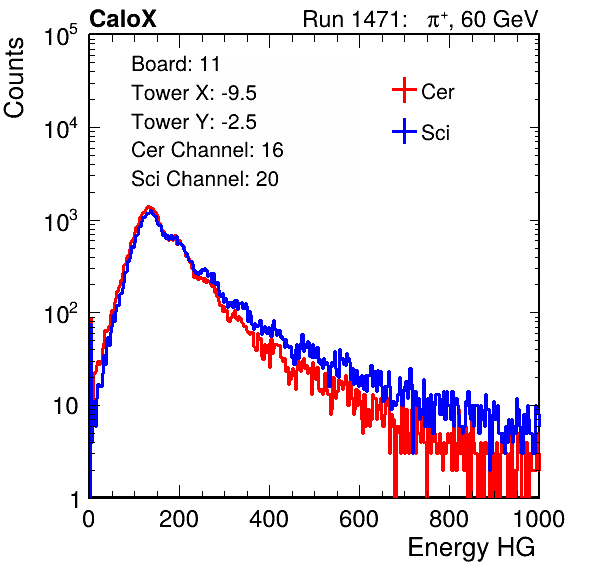 CaloX Run 1471: π⁺, 60 GeV
Counts
10⁵
10⁴
10³
10²
10
1
Board: 11
Tower X: -9.5
Tower Y: -2.5
Cer Channel: 16
Sci Channel: 20
Cer
Sci
0 200 400 600 800 1000
Energy HG